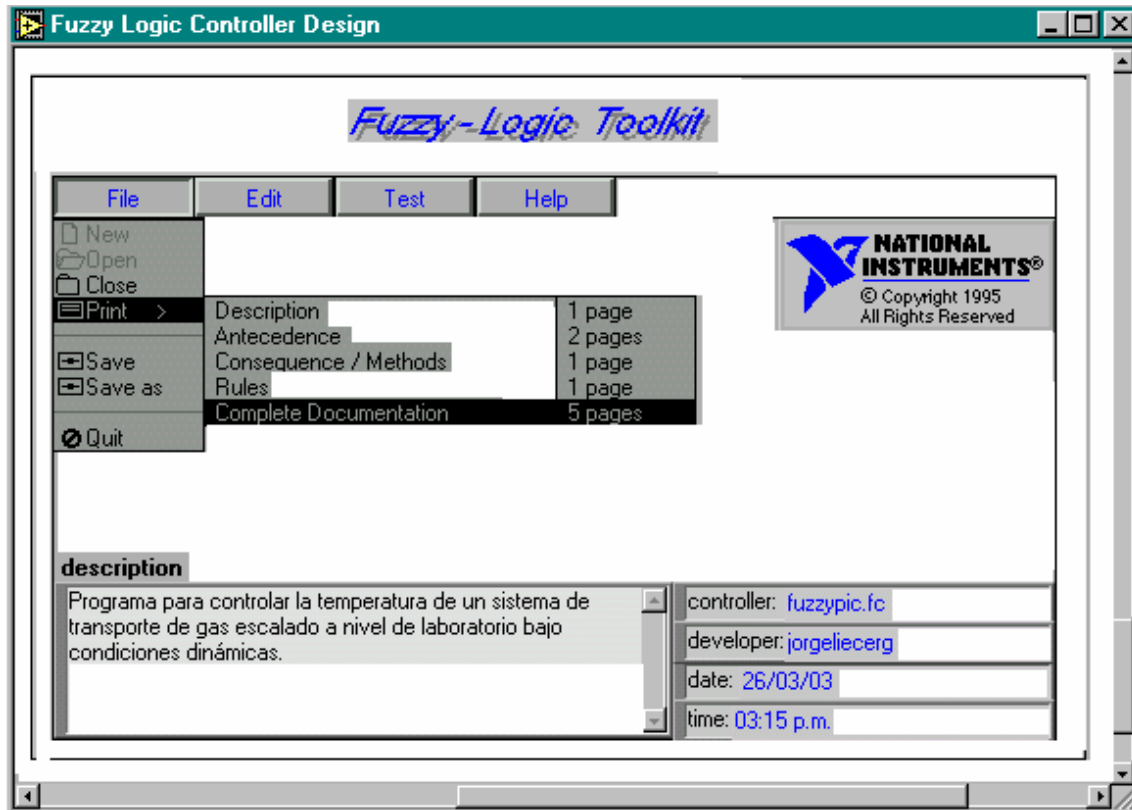 Fuzzy Logic Controller Design
Fuzzy-Logic Toolkit
File Edit Test Help
New
Open
Close
Print >
Save
Save as
Quit
Description 1 page
Antecedence 2 pages
Consequence / Methods 1 page
Rules 1 page
Complete Documentation 5 pages
NATIONAL
INSTRUMENTS®
© Copyright 1995
All Rights Reserved
description
Programa para controlar la temperatura de un sistema de
transporte de gas escalado a nivel de laboratorio bajo
condiciones dinámicas.
controller: fuzzypic.fc
developer: jorgeliecerg
date: 26/03/03
time: 03:15 p.m.